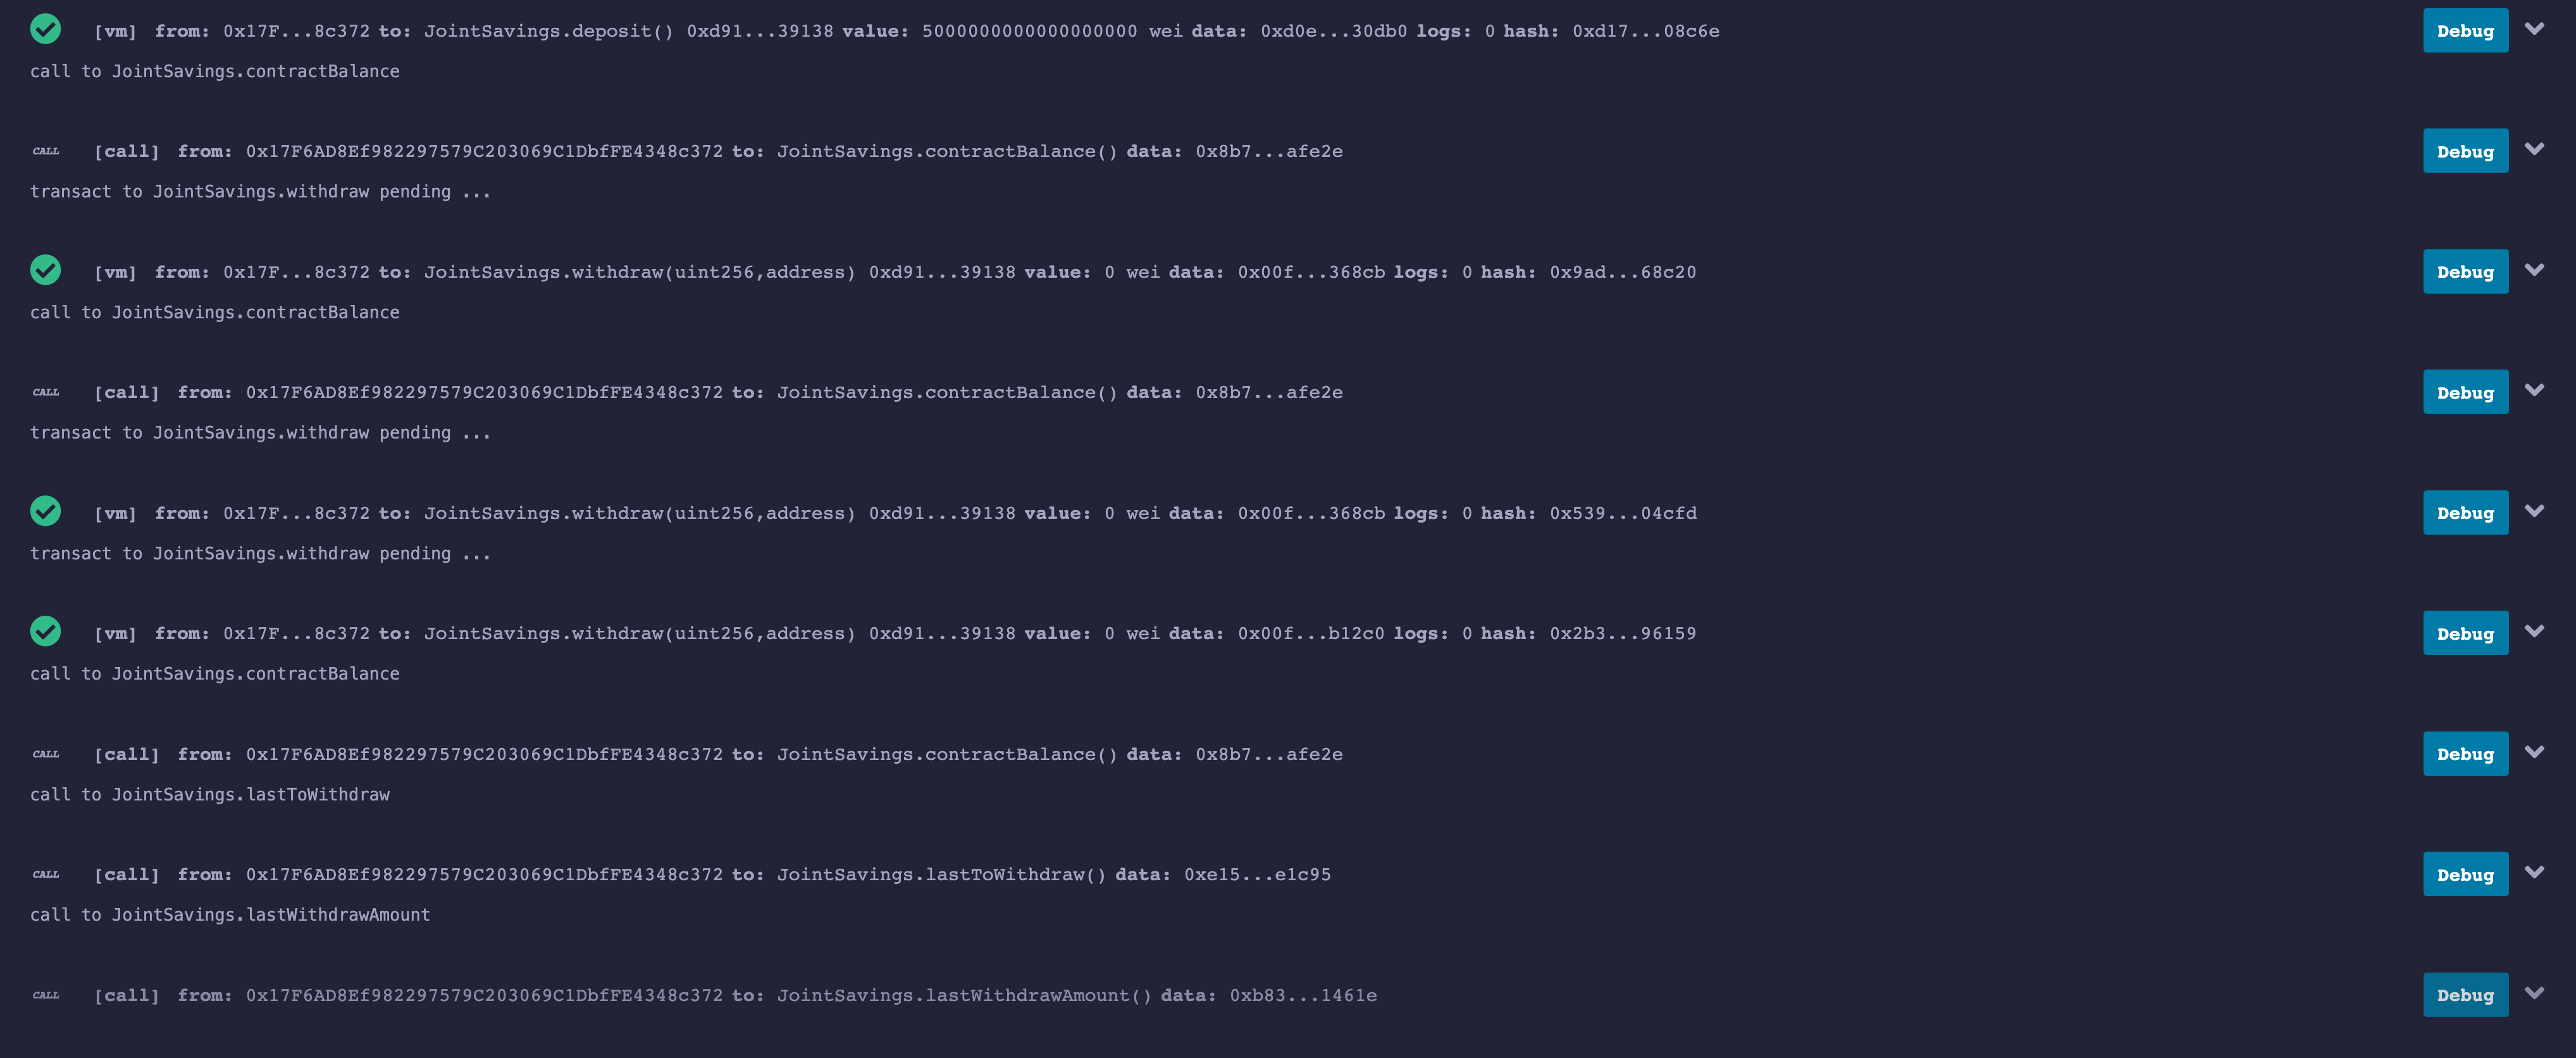 [vm] from: 0x17F...8c372 to: JointSavings.deposit() 0xd91...39138 value: 5000000000000000000 wei data: 0xd0e...30db0 logs: 0 hash: 0xd17...08c6e Debug
call to JointSavings.contractBalance
CALL [call] from: 0x17F6AD8Ef982297579C203069C1DbfFE4348c372 to: JointSavings.contractBalance() data: 0x8b7...afe2e Debug
transact to JointSavings.withdraw pending ...
[vm] from: 0x17F...8c372 to: JointSavings.withdraw(uint256,address) 0xd91...39138 value: 0 wei data: 0x00f...368cb logs: 0 hash: 0x9ad...68c20 Debug
call to JointSavings.contractBalance
CALL [call] from: 0x17F6AD8Ef982297579C203069C1DbfFE4348c372 to: JointSavings.contractBalance() data: 0x8b7...afe2e Debug
transact to JointSavings.withdraw pending ...
[vm] from: 0x17F...8c372 to: JointSavings.withdraw(uint256,address) 0xd91...39138 value: 0 wei data: 0x00f...368cb logs: 0 hash: 0x539...04cfd Debug
transact to JointSavings.withdraw pending ...
[vm] from: 0x17F...8c372 to: JointSavings.withdraw(uint256,address) 0xd91...39138 value: 0 wei data: 0x00f...b12c0 logs: 0 hash: 0x2b3...96159 Debug
call to JointSavings.contractBalance
CALL [call] from: 0x17F6AD8Ef982297579C203069C1DbfFE4348c372 to: JointSavings.contractBalance() data: 0x8b7...afe2e Debug
call to JointSavings.lastToWithdraw
CALL [call] from: 0x17F6AD8Ef982297579C203069C1DbfFE4348c372 to: JointSavings.lastToWithdraw() data: 0xe15...e1c95 Debug
call to JointSavings.lastWithdrawAmount
CALL [call] from: 0x17F6AD8Ef982297579C203069C1DbfFE4348c372 to: JointSavings.lastWithdrawAmount() data: 0xb83...1461e Debug